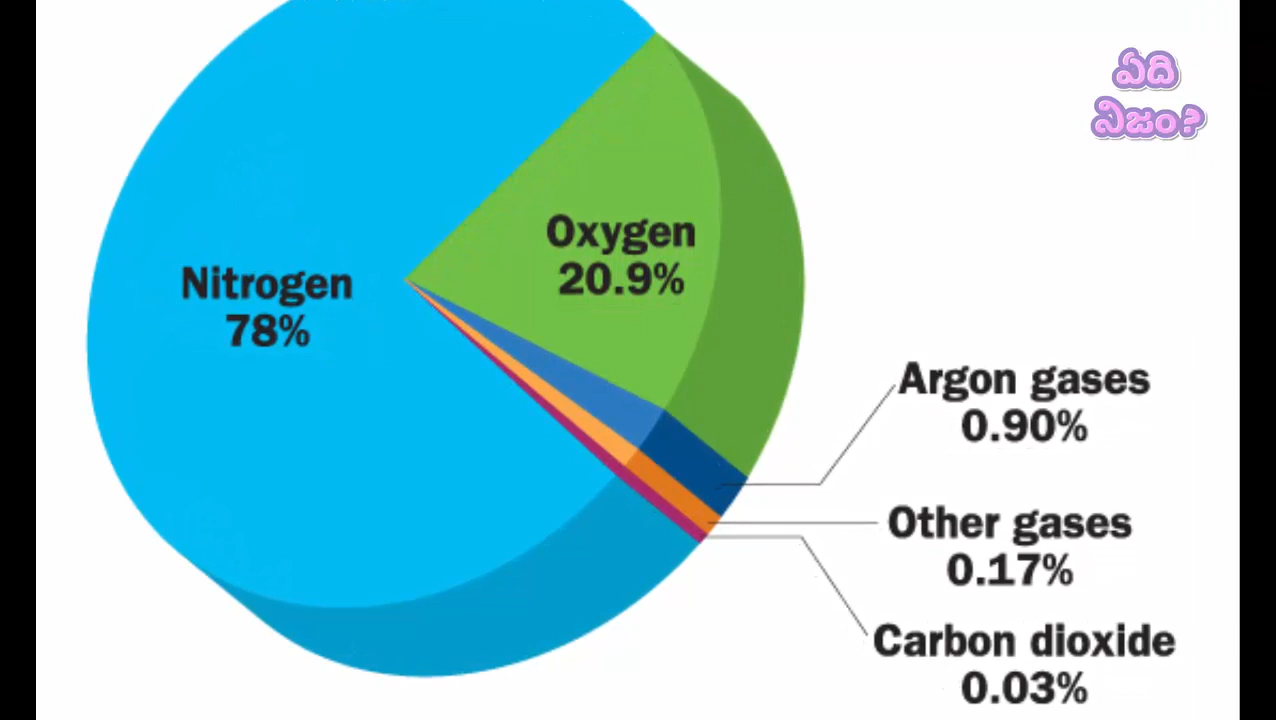 ఏది
నిజం?
Oxygen
20.9%
Nitrogen
78%
Argon gases
0.90%
Other gases
0.17%
Carbon dioxide
0.03%